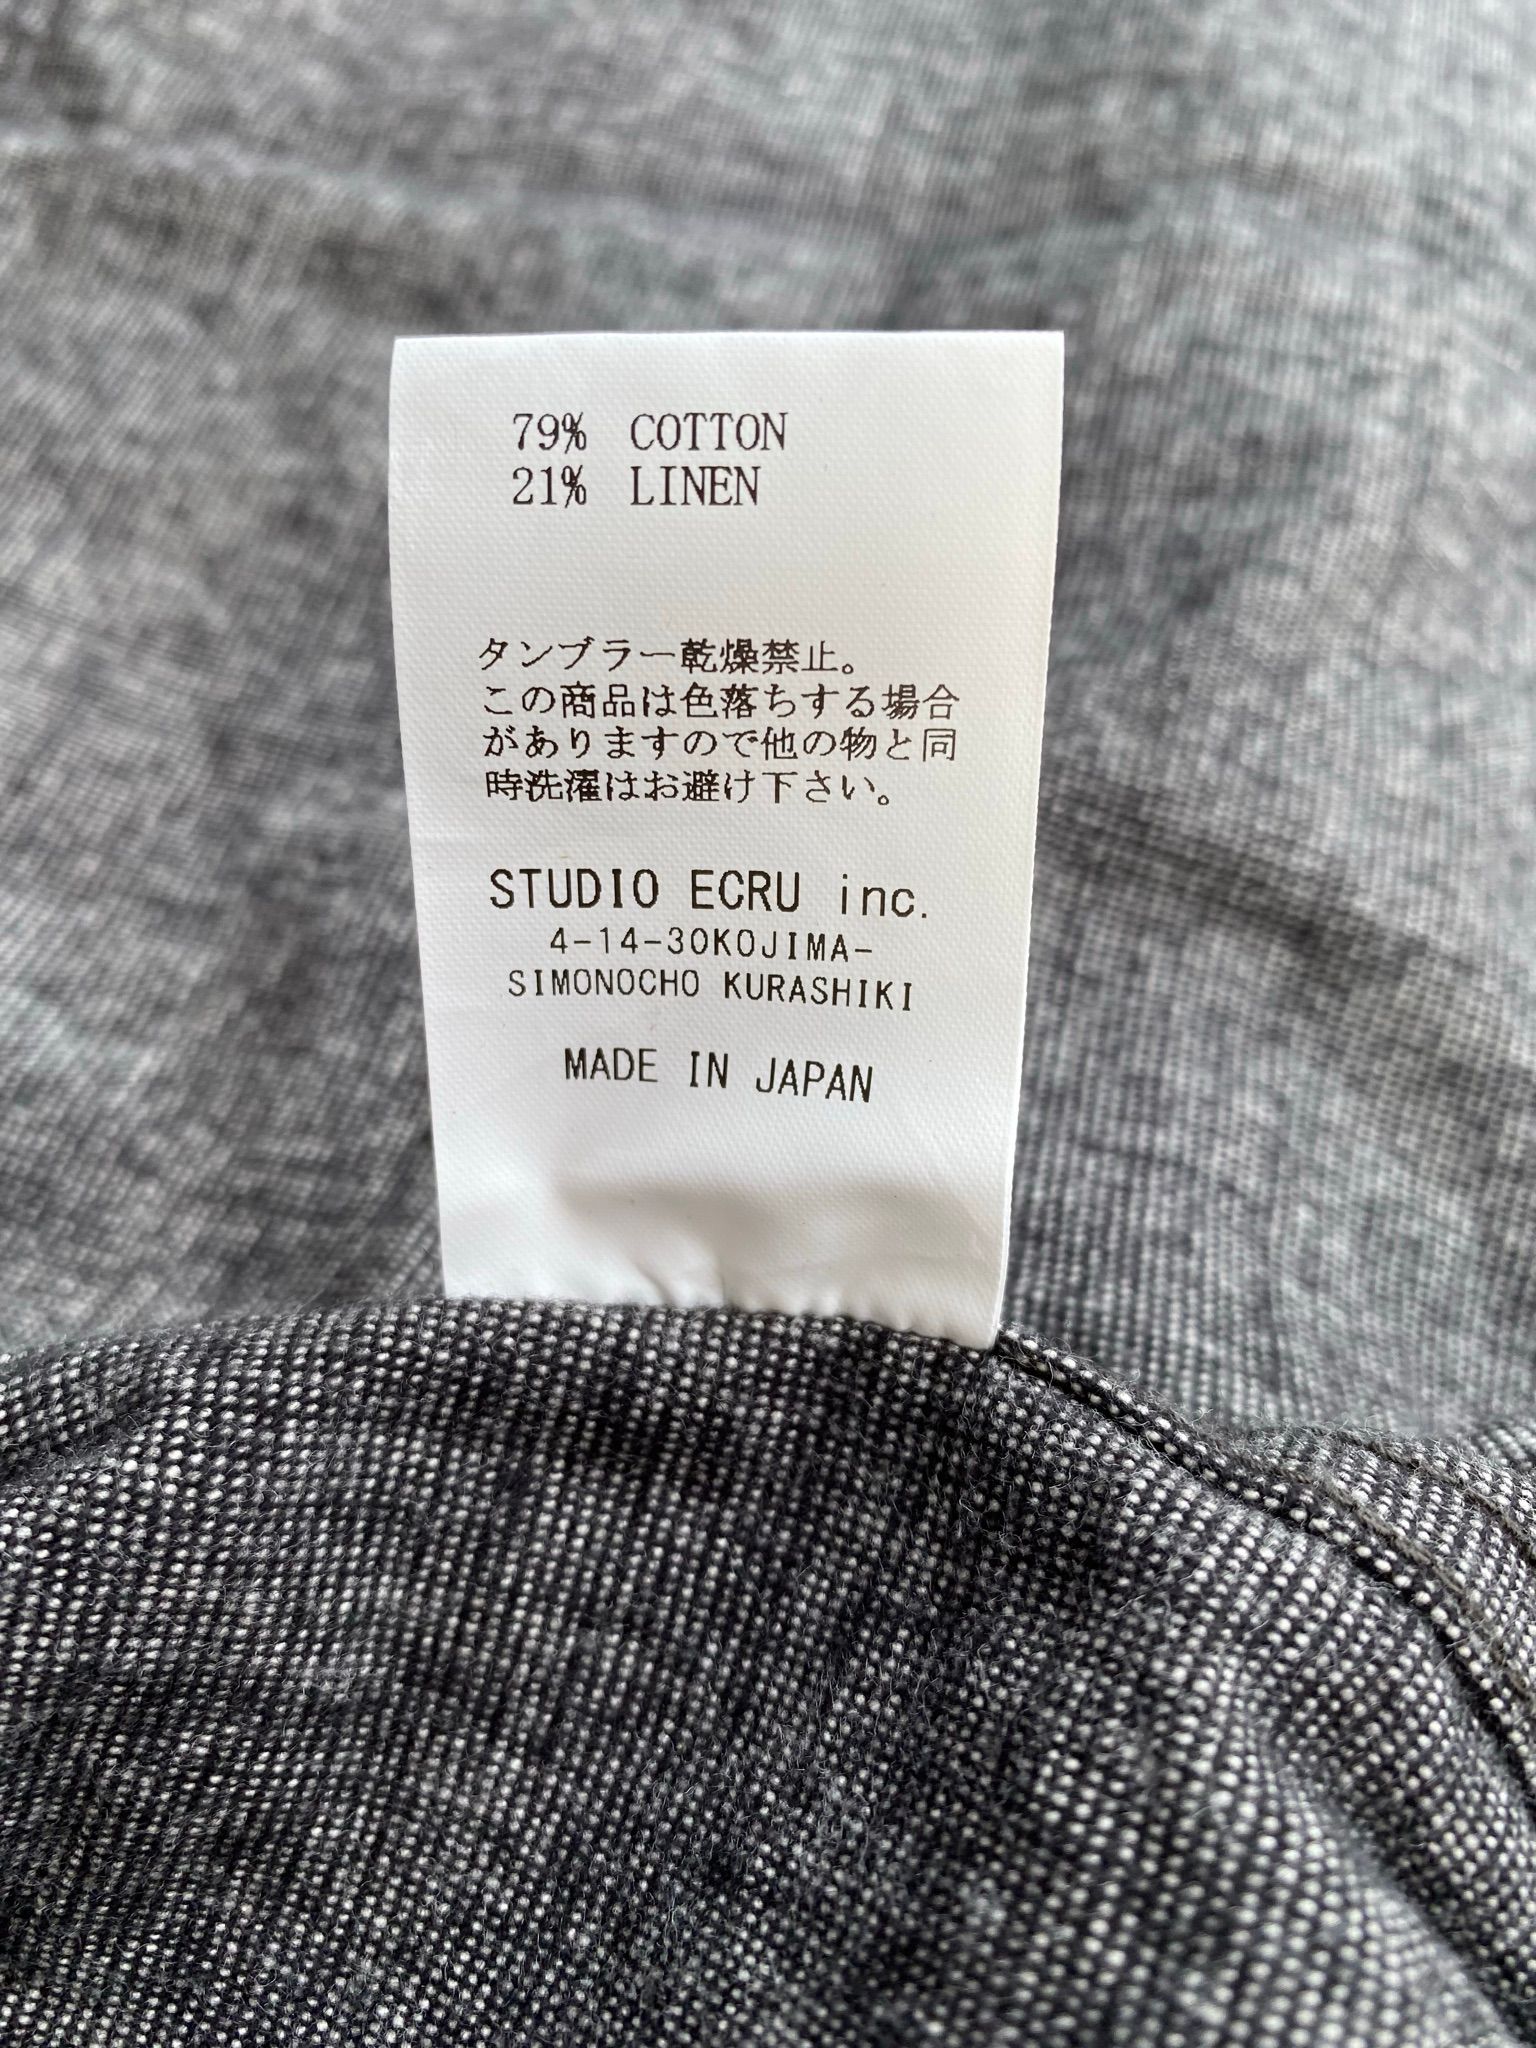 79% COTTON
21% LINEN
タンブラー乾燥禁止。
この商品は色落ちする場合
がありますので他の物と同
時洗濯はお避け下さい。
STUDIO ECRU inc.
4-14-30KOJIMA-
SIMONOCHO KURASHIKI
MADE IN JAPAN